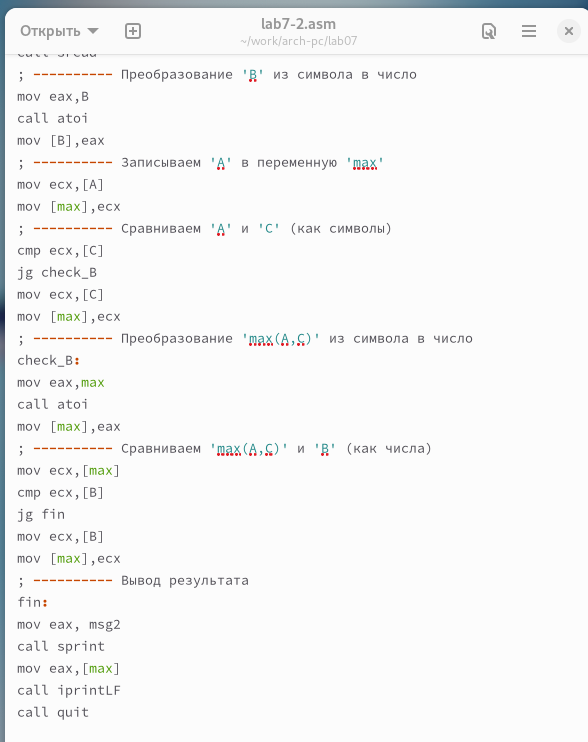 Открыть
lab7-2.asm
~/work/arch-pc/lab07
call sread
; ---------- Преобразование 'B' из символа в число
mov eax,B
call atoi
mov [B],eax
; ---------- Записываем 'A' в переменную 'max'
mov ecx,[A]
mov [max],ecx
; ---------- Сравниваем 'A' и 'C' (как символы)
cmp ecx,[C]
jg check_B
mov ecx,[C]
mov [max],ecx
; ---------- Преобразование 'max(A,C)' из символа в число
check_B:
mov eax,max
call atoi
mov [max],eax
; ---------- Сравниваем 'max(A,C)' и 'B' (как числа)
mov ecx,[max]
cmp ecx,[B]
jg fin
mov ecx,[B]
mov [max],ecx
; ---------- Вывод результата
fin:
mov eax, msg2
call sprint
mov eax,[max]
call iprintLF
call quit